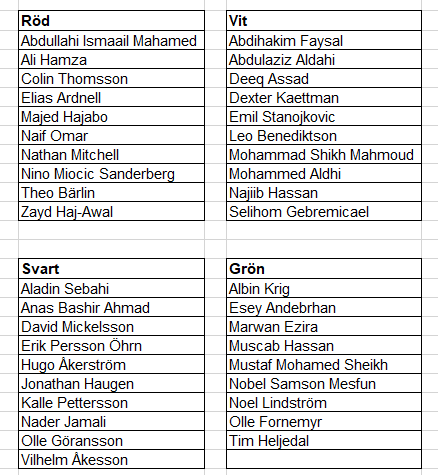 Röd
Abdullahi Ismaail Mahamed
Ali Hamza
Colin Thomsson
Elias Ardnell
Majed Hajabo
Naif Omar
Nathan Mitchell
Nino Miocic Sanderberg
Theo Bärlin
Zayd Haj-Awal
Vit
Abdihakim Faysal
Abdulaziz Aldahi
Deeq Assad
Dexter Kaettman
Emil Stanojkovic
Leo Benediktson
Mohammad Shikh Mahmoud
Mohammed Aldhi
Najiib Hassan
Selihom Gebremicael
Svart
Aladin Sebahi
Anas Bashir Ahmad
David Mickelsson
Erik Persson Öhrn
Hugo Åkerström
Jonathan Haugen
Kalle Pettersson
Nader Jamali
Olle Göransson
Vilhelm Åkesson
Grön
Albin Krig
Esey Andebrhan
Marwan Ezira
Muscab Hassan
Mustaf Mohamed Sheikh
Nobel Samson Mesfun
Noel Lindström
Olle Fornemyr
Tim Heljedal